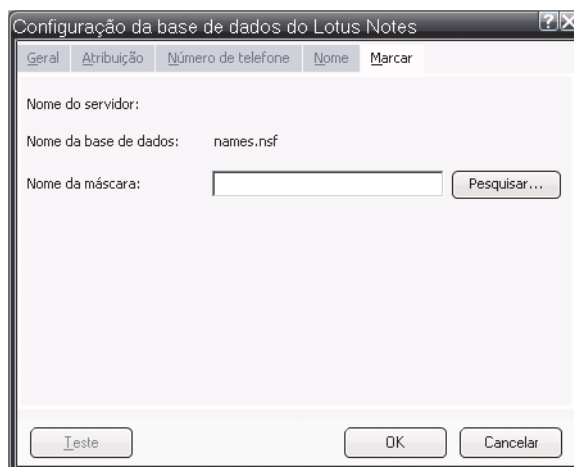 Configuração da base de dados do Lotus Notes
Geral Atribuição Número de telefone Nome Marcar
Nome do servidor:
Nome da base de dados: names.nsf
Nome da máscara: Pesquisar...
Teste OK Cancelar